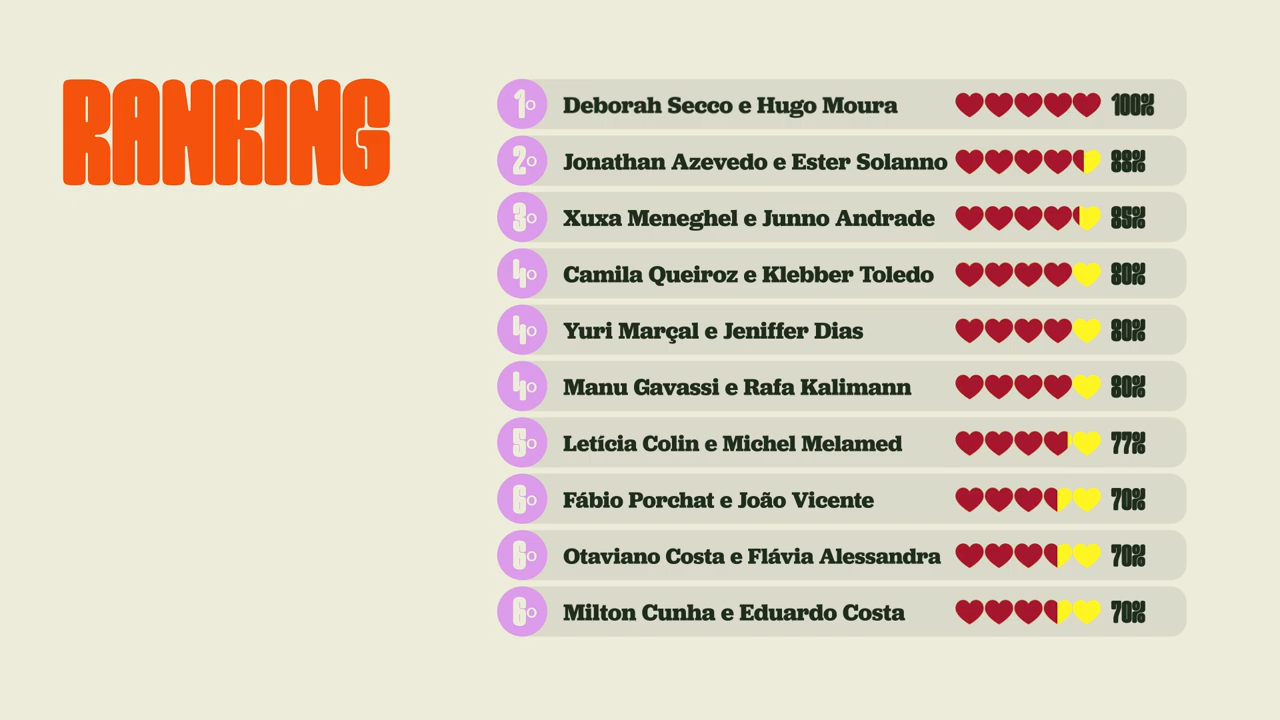 RANKING
1º Deborah Secco e Hugo Moura 100%
2º Jonathan Azevedo e Ester Solanno 88%
3º Xuxa Meneghel e Junno Andrade 85%
4º Camila Queiroz e Klebber Toledo 80%
4º Yuri Marçal e Jeniffer Dias 80%
4º Manu Gavassi e Rafa Kalimann 80%
5º Letícia Colin e Michel Melamed 77%
6º Fábio Porchat e João Vicente 70%
6º Otaviano Costa e Flávia Alessandra 70%
6º Milton Cunha e Eduardo Costa 70%